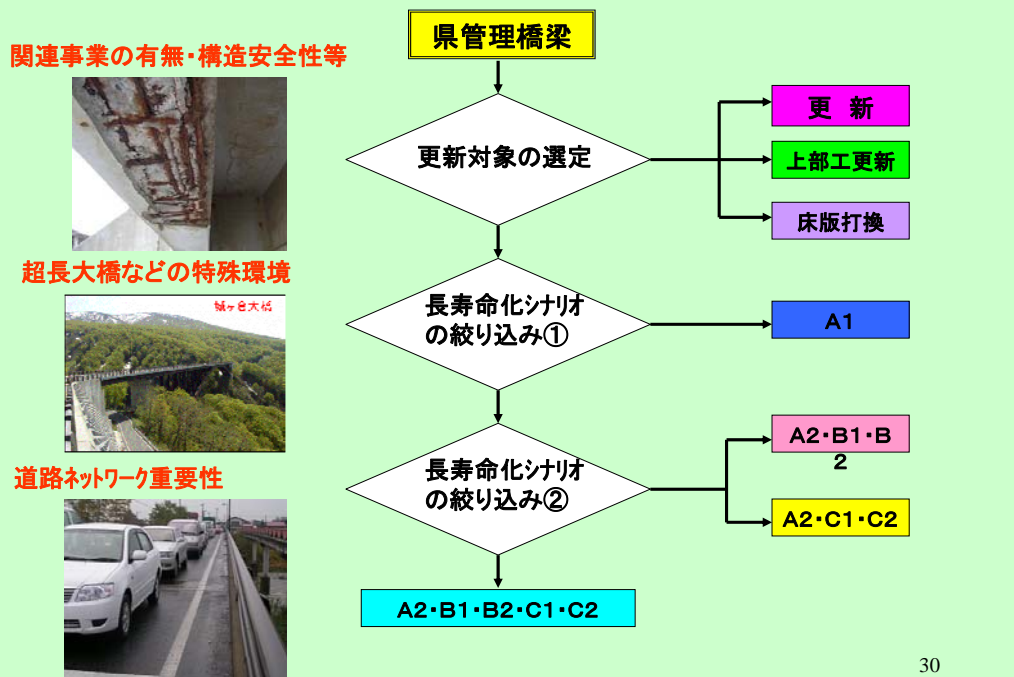 県管理橋梁
関連事業の有無・構造安全性等
更新対象の選定
更　新
上部工更新
床版打換
超長大橋などの特殊環境
城ヶ倉大橋
長寿命化シナリオ
の絞り込み①
A1
道路ネットワーク重要性
長寿命化シナリオ
の絞り込み②
A2・B1・B
2
A2・C1・C2
A2・B1・B2・C1・C2
30